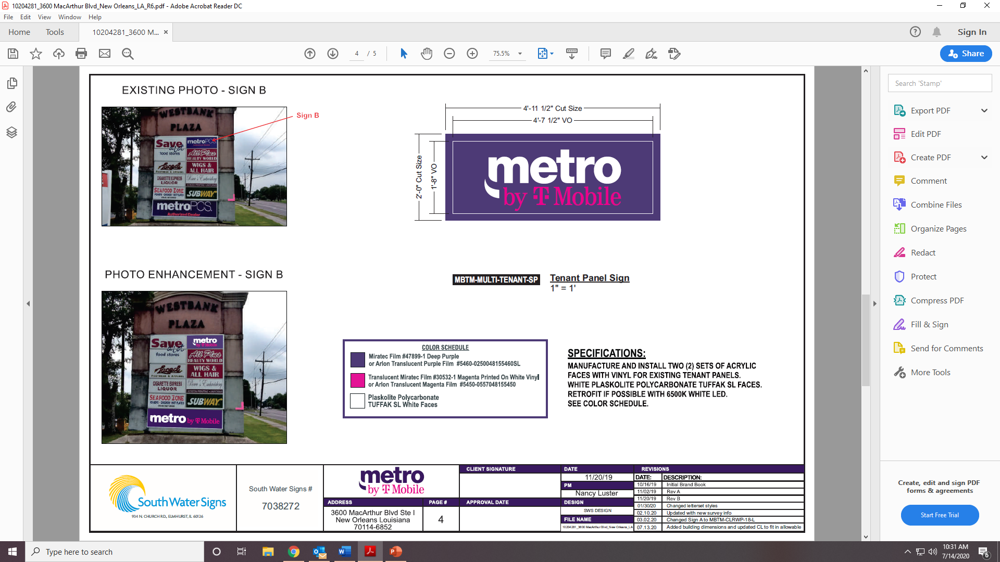 10204281_3600 MacArthur Blvd_New Orleans_LA_R6.pdf - Adobe Acrobat Reader DC
File Edit View Window Help
Home Tools 10204281_3600 M... Sign In
4 / 5 75.5% Share
EXISTING PHOTO - SIGN B
WESTBANK
PLAZA
Save
a lot
food stores
metroPCS
All Plus
BEAUTY WORLD
WIGS &
ALL HAIR
CIGARETTE EXPRESS
LIQUOR
SEAFOOD ZONE
SUBWAY
metroPCS.
Authorized Dealer
Sign B
4'-11 1/2" Cut Size
4'-7 1/2" VO
2'-0" Cut Size
1'-8" VO
metro
by T Mobile
PHOTO ENHANCEMENT - SIGN B
WESTBANK
PLAZA
Save
a lot
food stores
metro
by T Mobile
All Plus
BEAUTY WORLD
WIGS &
ALL HAIR
CIGARETTE EXPRESS
LIQUOR
SEAFOOD ZONE
SUBWAY
metro by T Mobile
MBTM-MULTI-TENANT-SP
Tenant Panel Sign
1" = 1'
COLOR SCHEDULE
Miratec Film #47899-1 Deep Purple
or Arlon Translucent Purple Film #5460-0250048155460SL
Translucent Miratec Film #30532-1 Magenta Printed On White Vinyl
or Arlon Translucent Magenta Film #5450-0557048155450
Plaskolite Polycarbonate
TUFFAK SL White Faces
SPECIFICATIONS:
MANUFACTURE AND INSTALL TWO (2) SETS OF ACRYLIC
FACES WITH VINYL FOR EXISTING TENANT PANELS.
WHITE PLASKOLITE POLYCARBONATE TUFFAK SL FACES.
RETROFIT IF POSSIBLE WITH 6500K WHITE LED.
SEE COLOR SCHEDULE.
South Water Signs
934 N. CHURCH RD., ELMHURST, IL 60126
South Water Signs #
7038272
metro
by T Mobile
ADDRESS
3600 MacArthur Blvd Ste I
New Orleans Louisiana
70114-6852
PAGE #
4
CLIENT SIGNATURE
APPROVAL DATE
DATE
11/20/19
PM
Nancy Luster
DESIGN
SWS DESIGN
FILE NAME
10204281_3600 MacArthur Blvd_New Orleans_LA
REVISIONS
DATE: DESCRIPTION:
10/16/19 Initial Brand Book
11/02/19 Rev A
11/20/19 Rev B
01/30/20 Changed letterset styles
02.10.20 Updated with new survey info
03.02.20 Changed Sign A to MBTM-CLRWP-18-L
07.13.20 Added building dimensions and updated CL to fit in allowable
Search 'Stamp'
Export PDF
Edit PDF
Create PDF
Comment
Combine Files
Organize Pages
Redact
Protect
Compress PDF
Fill & Sign
Send for Comments
More Tools
Create, edit and sign PDF
forms & agreements
Start Free Trial
Type here to search
10:31 AM
7/14/2020
6